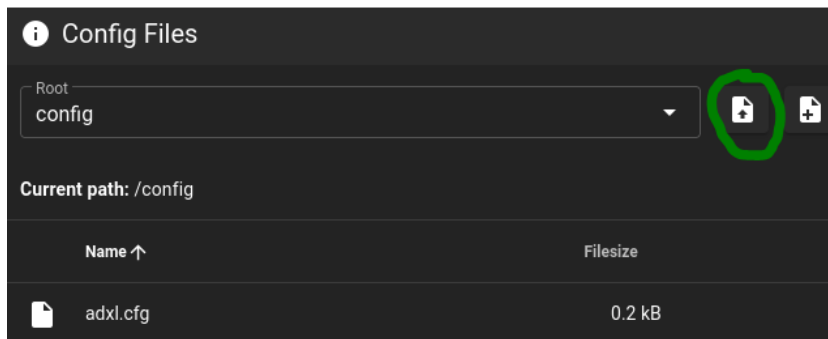 Config Files
Root
config
Current path: /config
Name Filesize
adxl.cfg 0.2 kB